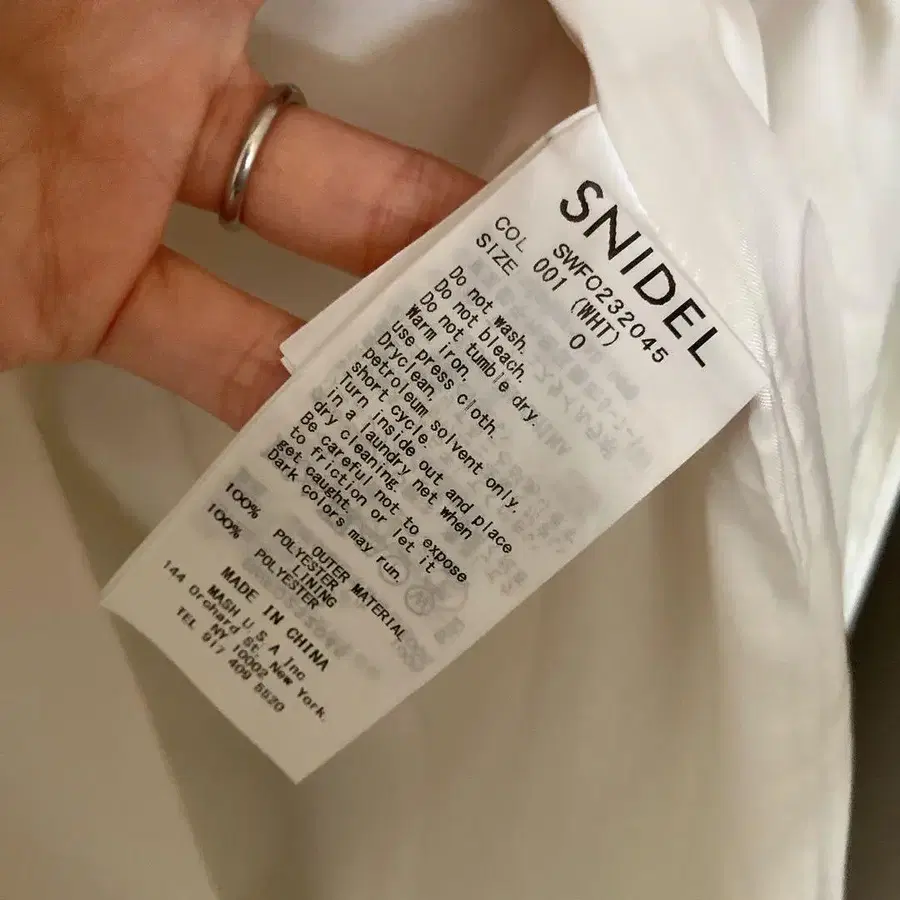 SNIDEL
SWFO232045
COL 001 (WHT)
SIZE 0
Do not wash.
Do not bleach.
Do not tumble dry.
Warm iron.
use press cloth.
Dryclean.
petroleum solvent only,
short cycle.
Turn inside out and place
in a laundry net when
dry cleaning.
Be careful not to expose
to friction or let it
get caught.
Dark colors may run.
OUTER MATERIAL
100% POLYESTER
LINING
100% POLYESTER
MADE IN CHINA
MASH U.S.A Inc
144 Orchard St. New York.
NY 10002
TEL 917 409 5520